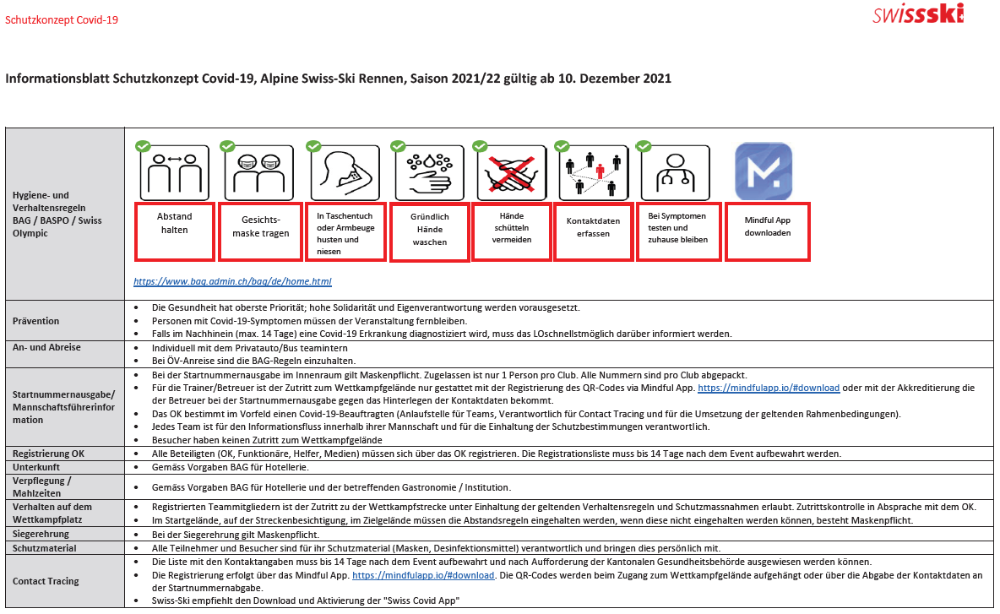 Schutzkonzept Covid-19
swissski
Informationsblatt Schutzkonzept Covid-19, Alpine Swiss-Ski Rennen, Saison 2021/22 gültig ab 10. Dezember 2021
Hygiene- und
Verhaltensregeln
BAG / BASPO / Swiss
Olympic
M.
Abstand
halten
Gesichts-
maske tragen
In Taschentuch
oder Armbeuge
husten und
niesen
Gründlich
Hände
waschen
Hände
schütteln
vermeiden
Kontaktdaten
erfassen
Bei Symptomen
testen und
zuhause bleiben
Mindful App
downloaden
https://www.bag.admin.ch/bag/de/home.html
Prävention
• Die Gesundheit hat oberste Priorität; hohe Solidarität und Eigenverantwortung werden vorausgesetzt.
• Personen mit Covid-19-Symptomen müssen der Veranstaltung fernbleiben.
• Falls im Nachhinein (max. 14 Tage) eine Covid-19 Erkrankung diagnostiziert wird, muss das LOschnellstmöglich darüber informiert werden.
An- und Abreise
• Individuell mit dem Privatauto/Bus teamintern
• Bei ÖV-Anreise sind die BAG-Regeln einzuhalten.
Startnummernausgabe/
Mannschaftsführerinfor
mation
• Bei der Startnummernausgabe im Innenraum gilt Maskenpflicht. Zugelassen ist nur 1 Person pro Club. Alle Nummern sind pro Club abgepackt.
• Für die Trainer/Betreuer ist der Zutritt zum Wettkampfgelände nur gestattet mit der Registrierung des QR-Codes via Mindful App. https://mindfulapp.io/#download oder mit der Akkreditierung die
der Betreuer bei der Startnummernausgabe gegen das Hinterlegen der Kontaktdaten bekommt.
• Das OK bestimmt im Vorfeld einen Covid-19-Beauftragten (Anlaufstelle für Teams, Verantwortlich für Contact Tracing und für die Umsetzung der geltenden Rahmenbedingungen).
• Jedes Team ist für den Informationsfluss innerhalb ihrer Mannschaft und für die Einhaltung der Schutzbestimmungen verantwortlich.
• Besucher haben keinen Zutritt zum Wettkampfgelände
Registrierung OK
• Alle Beteiligten (OK, Funktionäre, Helfer, Medien) müssen sich über das OK registrieren. Die Registrationsliste muss bis 14 Tage nach dem Event aufbewahrt werden.
Unterkunft
• Gemäss Vorgaben BAG für Hotellerie.
Verpflegung /
Mahlzeiten
• Gemäss Vorgaben BAG für Hotellerie und der betreffenden Gastronomie / Institution.
Verhalten auf dem
Wettkampfplatz
• Registrierten Teammitgliedern ist der Zutritt zu der Wettkampfstrecke unter Einhaltung der geltenden Verhaltensregeln und Schutzmassnahmen erlaubt. Zutrittskontrolle in Absprache mit dem OK.
• Im Startgelände, auf der Streckenbesichtigung, im Zielgelände müssen die Abstandsregeln eingehalten werden, wenn diese nicht eingehalten werden können, besteht Maskenpflicht.
Siegerehrung
• Bei der Siegerehrung gilt Maskenpflicht.
Schutzmaterial
• Alle Teilnehmer und Besucher sind für ihr Schutzmaterial (Masken, Desinfektionsmittel) verantwortlich und bringen dies persönlich mit.
Contact Tracing
• Die Liste mit den Kontaktangaben muss bis 14 Tage nach dem Event aufbewahrt und nach Aufforderung der Kantonalen Gesundheitsbehörde ausgewiesen werden können.
• Die Registrierung erfolgt über das Mindful App. https://mindfulapp.io/#download. Die QR-Codes werden beim Zugang zum Wettkampfgelände aufgehängt oder über die Abgabe der Kontaktdaten an
der Startnummernabgabe.
• Swiss-Ski empfiehlt den Download und Aktivierung der "Swiss Covid App"